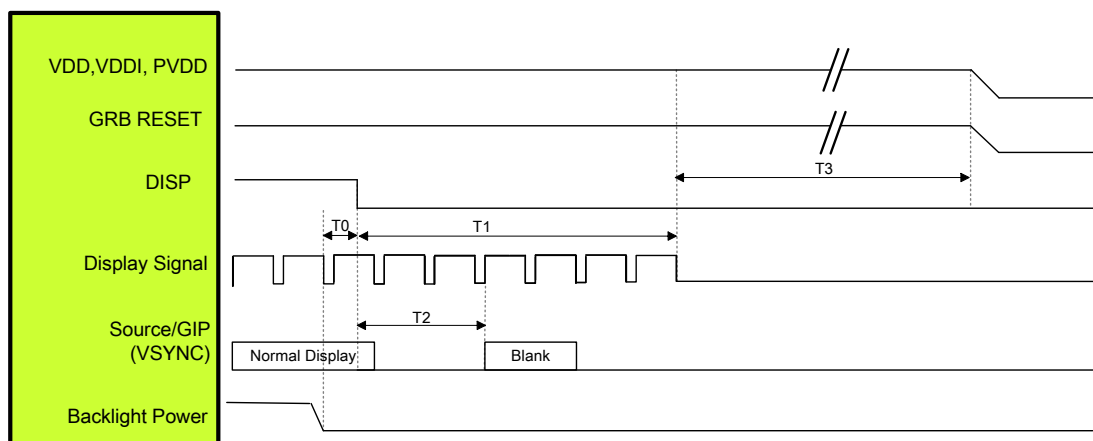 VDD,VDDI, PVDD
GRB RESET
T3
DISP
T0
T1
Display Signal
T2
Source/GIP
(VSYNC)
Normal Display
Blank
Backlight Power